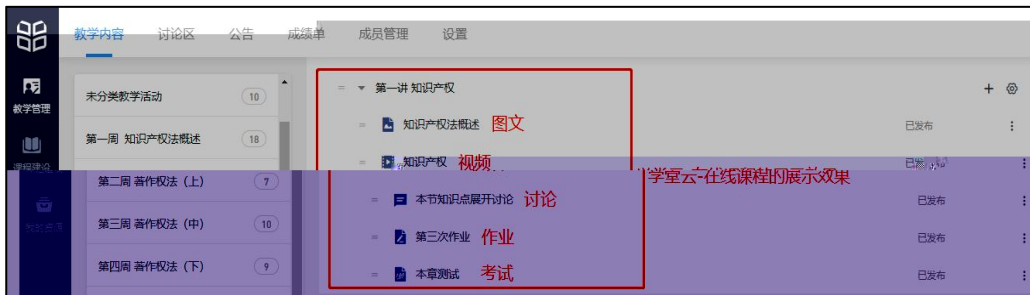 教学内容 讨论区 公告 成绩单 成员管理 设置
教学管理
未分类教学活动 10
第一周 知识产权法概述 18
第二周 著作权法（上） 7
第三周 著作权法（中） 10
第四周 著作权法（下） 9
第一讲 知识产权
知识产权法概述 图文 已发布
知识产权 视频
学堂云-在线课程的展示效果
本节知识点展开讨论 讨论 已发布
第三次作业 作业 已发布
本章测试 考试 已发布